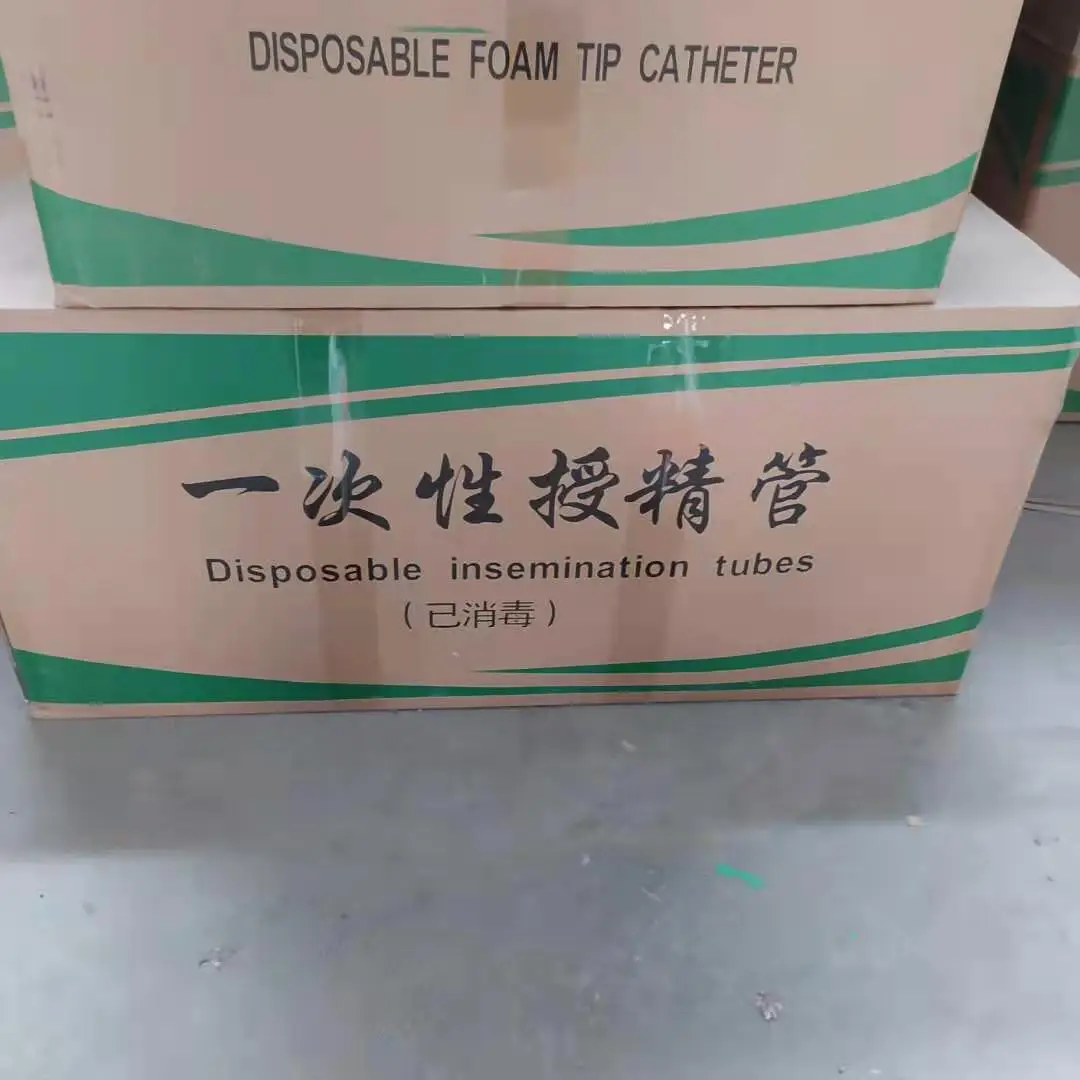 DISPOSABLE FOAM TIP CATHETER
一次性授精管
Disposable insemination tubes
（已消毒）